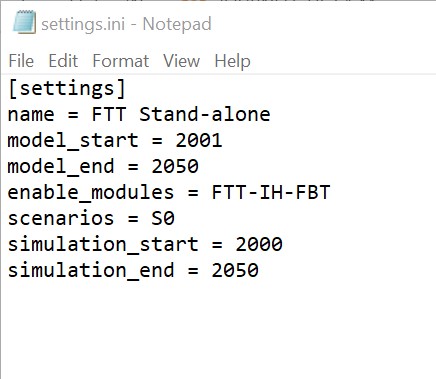 settings.ini - Notepad
File Edit Format View Help
[settings]
name = FTT Stand-alone
model_start = 2001
model_end = 2050
enable_modules = FTT-IH-FBT
scenarios = S0
simulation_start = 2000
simulation_end = 2050